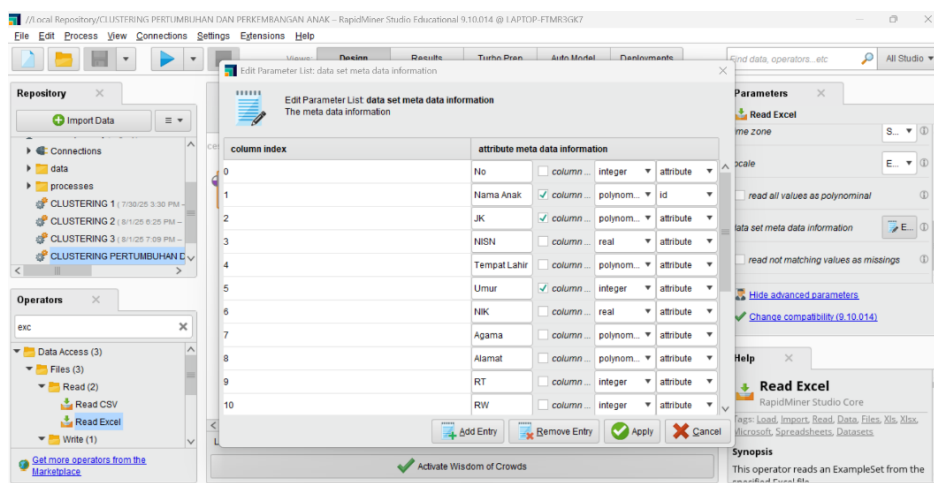 //Local Repository/CLUSTERING PERTUMBUHAN DAN PERKEMBANGAN ANAK – RapidMiner Studio Educational 9.10.014 @ LAPTOP-FTMR3GK7
File Edit Process View Connections Settings Extensions Help
Views: Design Results Turbo Prep Auto Model Deployments
Find data, operators...etc
All Studio
Repository
Import Data
Connections
data
processes
CLUSTERING 1 (7/30/25 3:30 PM –
CLUSTERING 2 (8/1/25 6:25 PM –
CLUSTERING 3 (8/1/25 7:09 PM –
CLUSTERING PERTUMBUHAN D
Operators
exc
Data Access (3)
Files (3)
Read (2)
Read CSV
Read Excel
Write (1)
Get more operators from the
Marketplace
Edit Parameter List: data set meta data information
Edit Parameter List: data set meta data information
The meta data information
column index attribute meta data information
0 No column ... integer attribute
1 Nama Anak column ... polynom... id
2 JK column ... polynom... attribute
3 NISN column ... real attribute
4 Tempat Lahir column ... polynom... attribute
5 Umur column ... integer attribute
6 NIK column ... real attribute
7 Agama column ... polynom... attribute
8 Alamat column ... polynom... attribute
9 RT column ... integer attribute
10 RW column ... integer attribute
Add Entry Remove Entry Apply Cancel
Activate Wisdom of Crowds
Parameters
Read Excel
me zone S...
ocale E...
read all values as polynominal
data set meta data information E...
read not matching values as missings
Hide advanced parameters
Change compatibility (9.10.014)
Help
Read Excel
RapidMiner Studio Core
Tags: Load, Import, Read, Data, Files, Xls, Xlsx,
Microsoft, Spreadsheets, Datasets
Synopsis
This operator reads an ExampleSet from the
specified Excel file